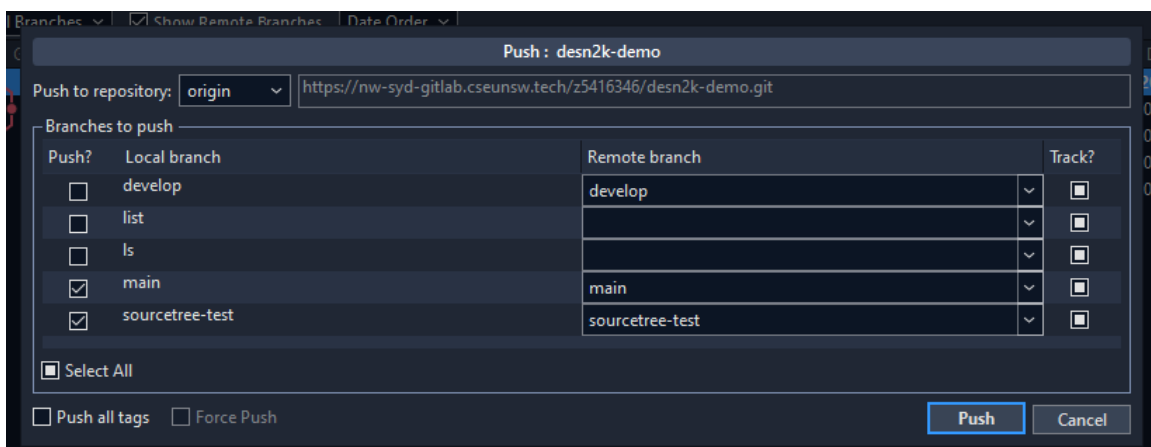 Branches Show Remote Branches Date Order
Push : desn2k-demo
Push to repository: origin https://nw-syd-gitlab.cseunsw.tech/z5416346/desn2k-demo.git
Branches to push
Push? Local branch Remote branch Track?
develop develop
list
ls
main main
sourcetree-test sourcetree-test
Select All
Push all tags Force Push Push Cancel